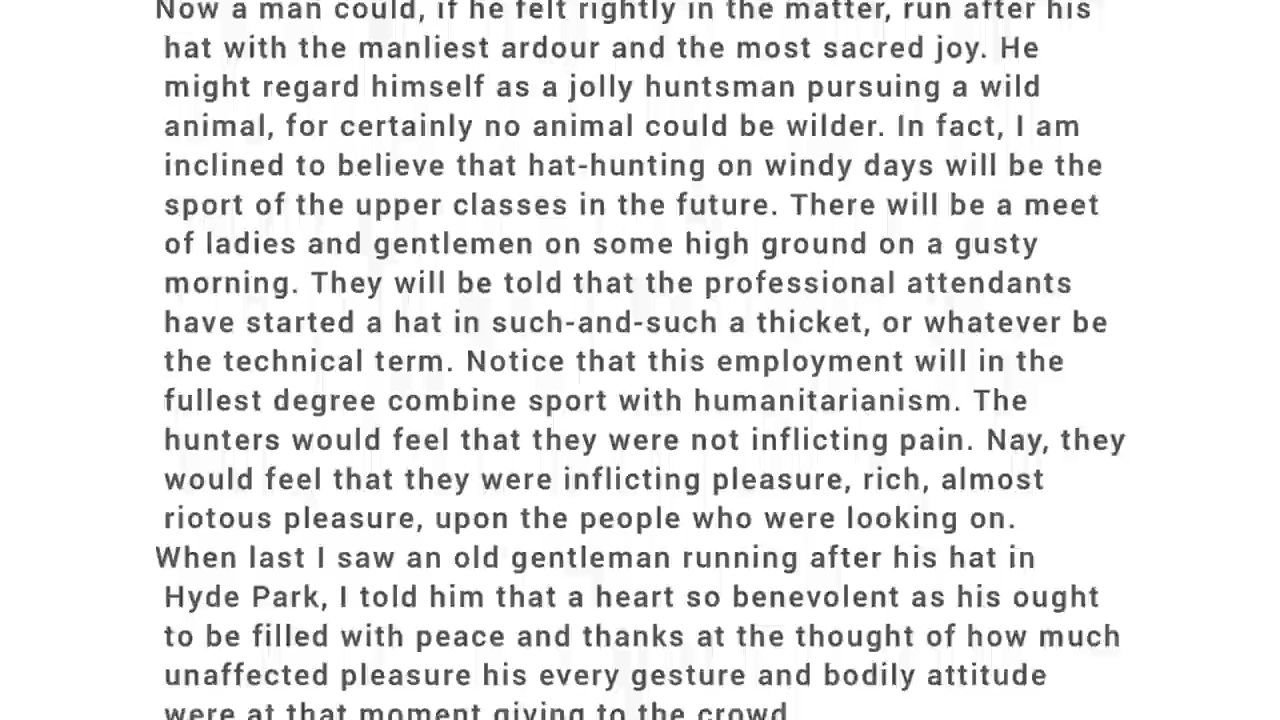 Now a man could, if he felt rightly in the matter, run after his
hat with the manliest ardour and the most sacred joy. He
might regard himself as a jolly huntsman pursuing a wild
animal, for certainly no animal could be wilder. In fact, I am
inclined to believe that hat-hunting on windy days will be the
sport of the upper classes in the future. There will be a meet
of ladies and gentlemen on some high ground on a gusty
morning. They will be told that the professional attendants
have started a hat in such-and-such a thicket, or whatever be
the technical term. Notice that this employment will in the
fullest degree combine sport with humanitarianism. The
hunters would feel that they were not inflicting pain. Nay, they
would feel that they were inflicting pleasure, rich, almost
riotous pleasure, upon the people who were looking on.
When last I saw an old gentleman running after his hat in
Hyde Park, I told him that a heart so benevolent as his ought
to be filled with peace and thanks at the thought of how much
unaffected pleasure his every gesture and bodily attitude
were at that moment giving to the crowd